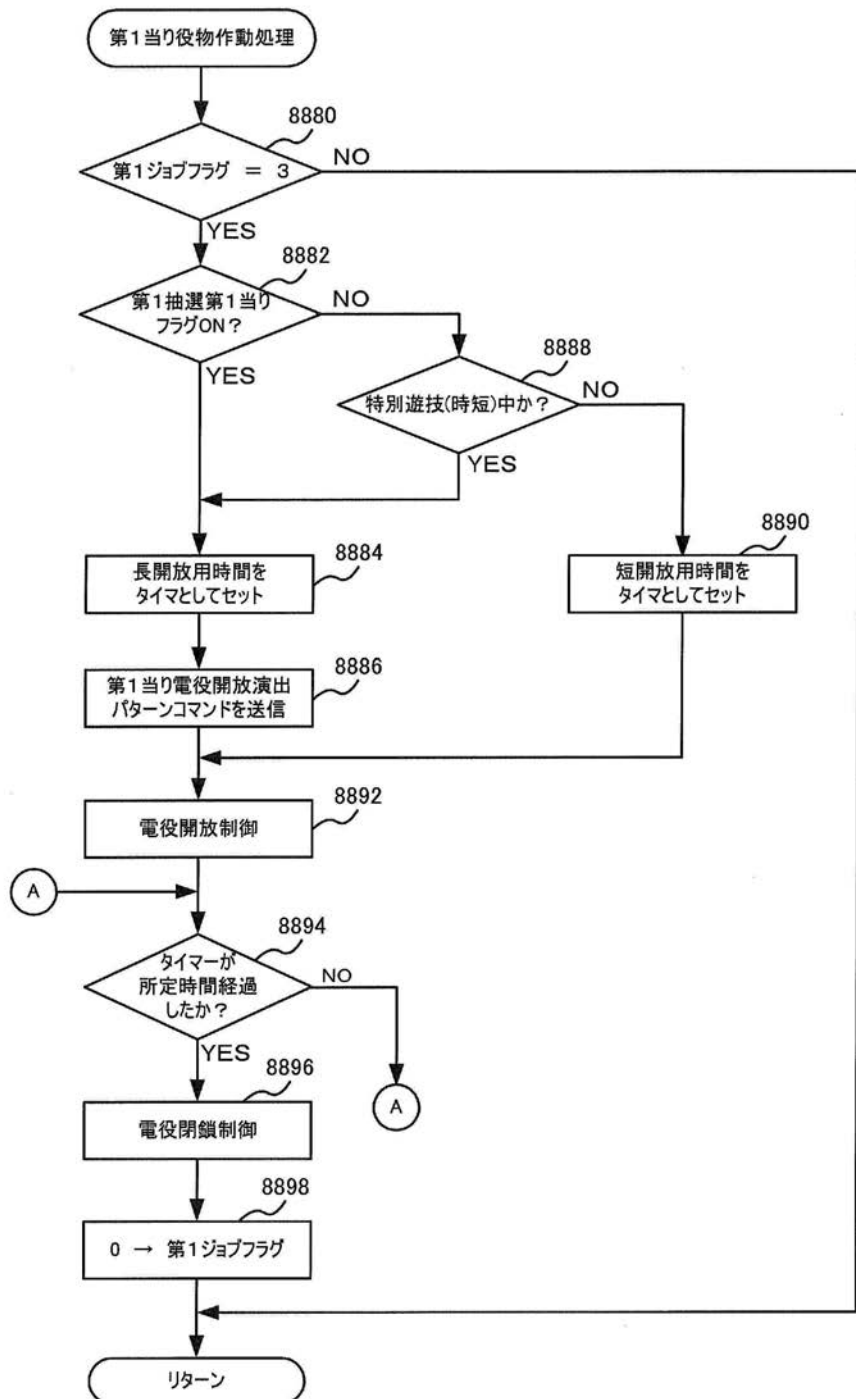 第1当り役物作動処理
8880
第1ジョブフラグ = 3
NO
YES
8882
第1抽選第1当り
フラグON?
NO
YES
8888
特別遊技(時短)中か?
NO
YES
8884
長開放用時間を
タイマとしてセット
8890
短開放用時間を
タイマとしてセット
8886
第1当り電役開放演出
パターンコマンドを送信
8892
電役開放制御
A
8894
タイマーが
所定時間経過
したか?
NO
YES
A
8896
電役閉鎖制御
8898
0 → 第1ジョブフラグ
リターン